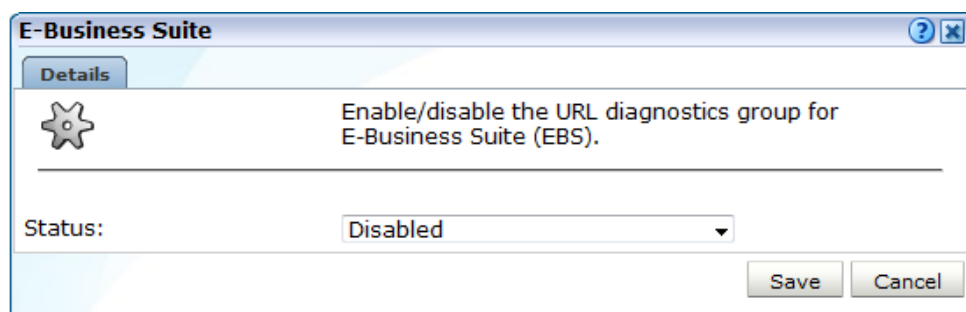 E-Business Suite
Details
Enable/disable the URL diagnostics group for
E-Business Suite (EBS).
Status:
Disabled
Save
Cancel